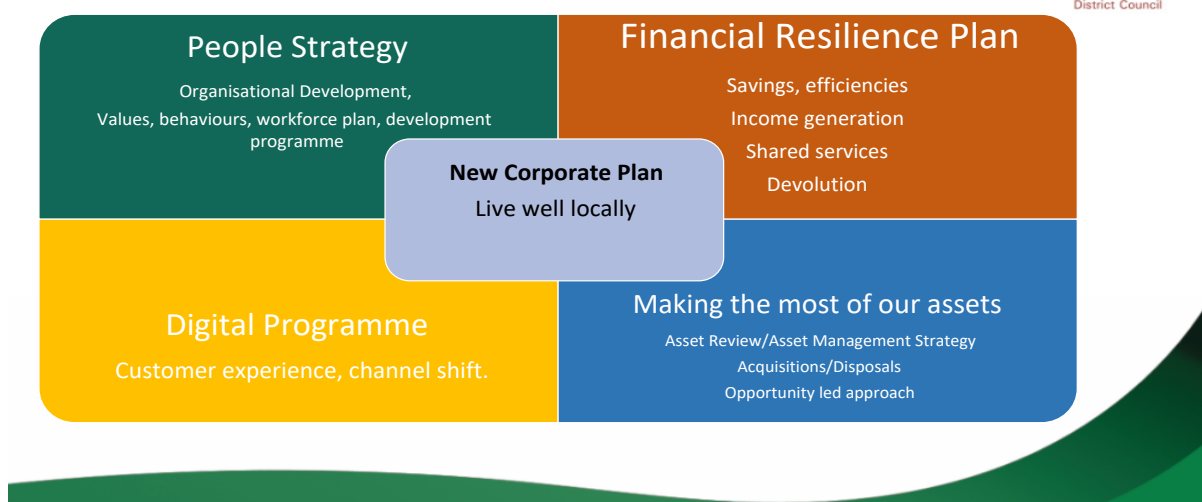 District Council
People Strategy
Organisational Development,
Values, behaviours, workforce plan, development
programme
Financial Resilience Plan
Savings, efficiencies
Income generation
Shared services
Devolution
New Corporate Plan
Live well locally
Digital Programme
Customer experience, channel shift.
Making the most of our assets
Asset Review/Asset Management Strategy
Acquisitions/Disposals
Opportunity led approach